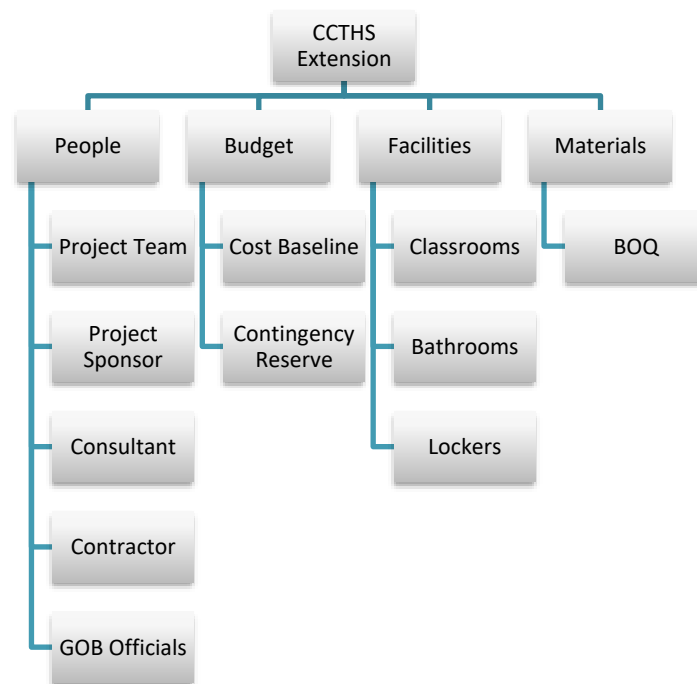 CCTHS
Extension
People
Budget
Facilities
Materials
Project Team
Cost Baseline
Classrooms
BOQ
Project
Sponsor
Contingency
Reserve
Bathrooms
Consultant
Lockers
Contractor
GOB Officials